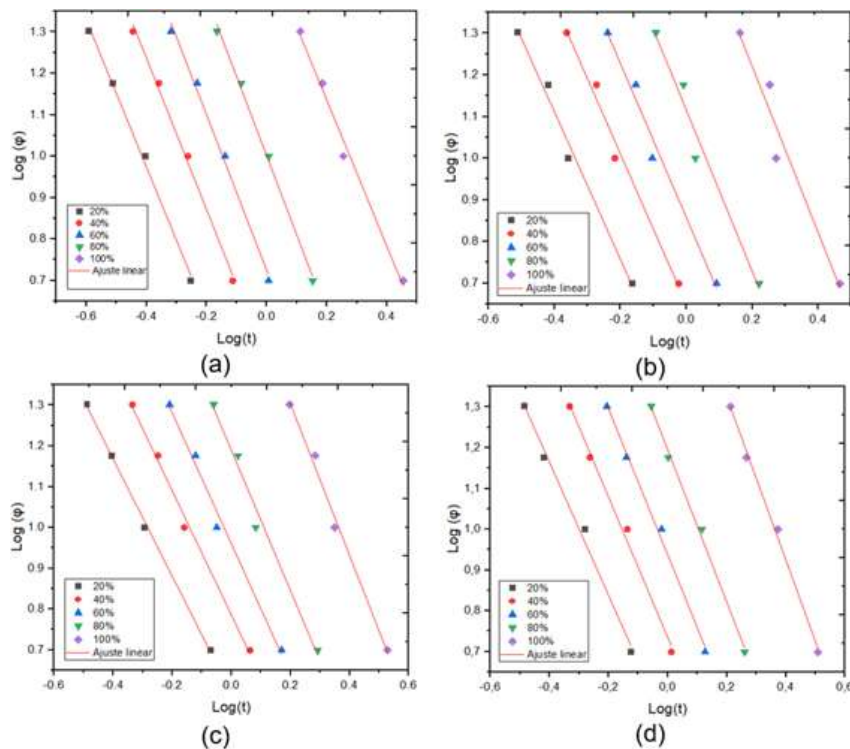 1.3
1.2
1.1
1.0
0.9
0.8
0.7
Log (φ)
20%
40%
60%
80%
100%
Ajuste linear
-0.6 -0.4 -0.2 0.0 0.2 0.4 0.6
Log(t)
(a)
1.3
1.2
1.1
1.0
0.9
0.8
0.7
Log (φ)
20%
40%
60%
80%
100%
Ajuste linear
-0.6 -0.4 -0.2 0.0 0.2 0.4
Log(t)
(b)
1.3
1.2
1.1
1.0
0.9
0.8
0.7
Log (φ)
20%
40%
60%
80%
100%
Ajuste linear
-0.6 -0.4 -0.2 0.0 0.2 0.4 0.6
Log(t)
(c)
1,3
1,2
1,1
1,0
0,9
0,8
0,7
Log (φ)
20%
40%
60%
80%
100%
Ajuste linear
-0,6 -0,4 -0,2 0,0 0,2 0,4 0,6
Log(t)
(d)